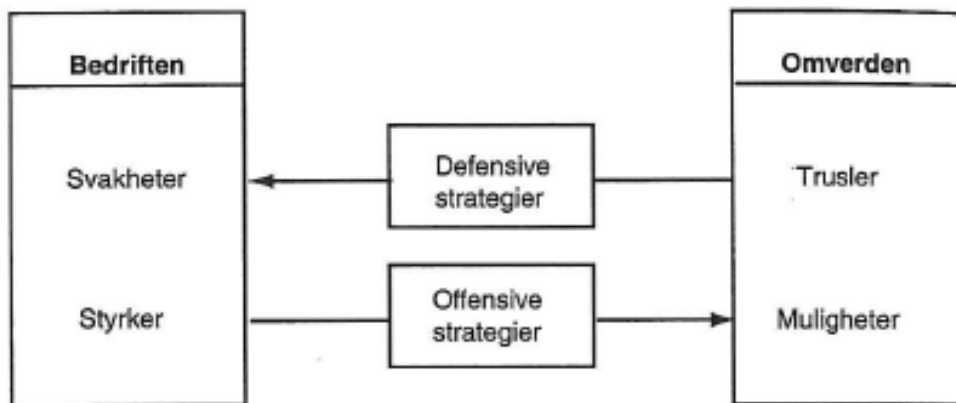 Bedriften
Omverden
Svakheter
Defensive
strategier
Trusler
Styrker
Offensive
strategier
Muligheter